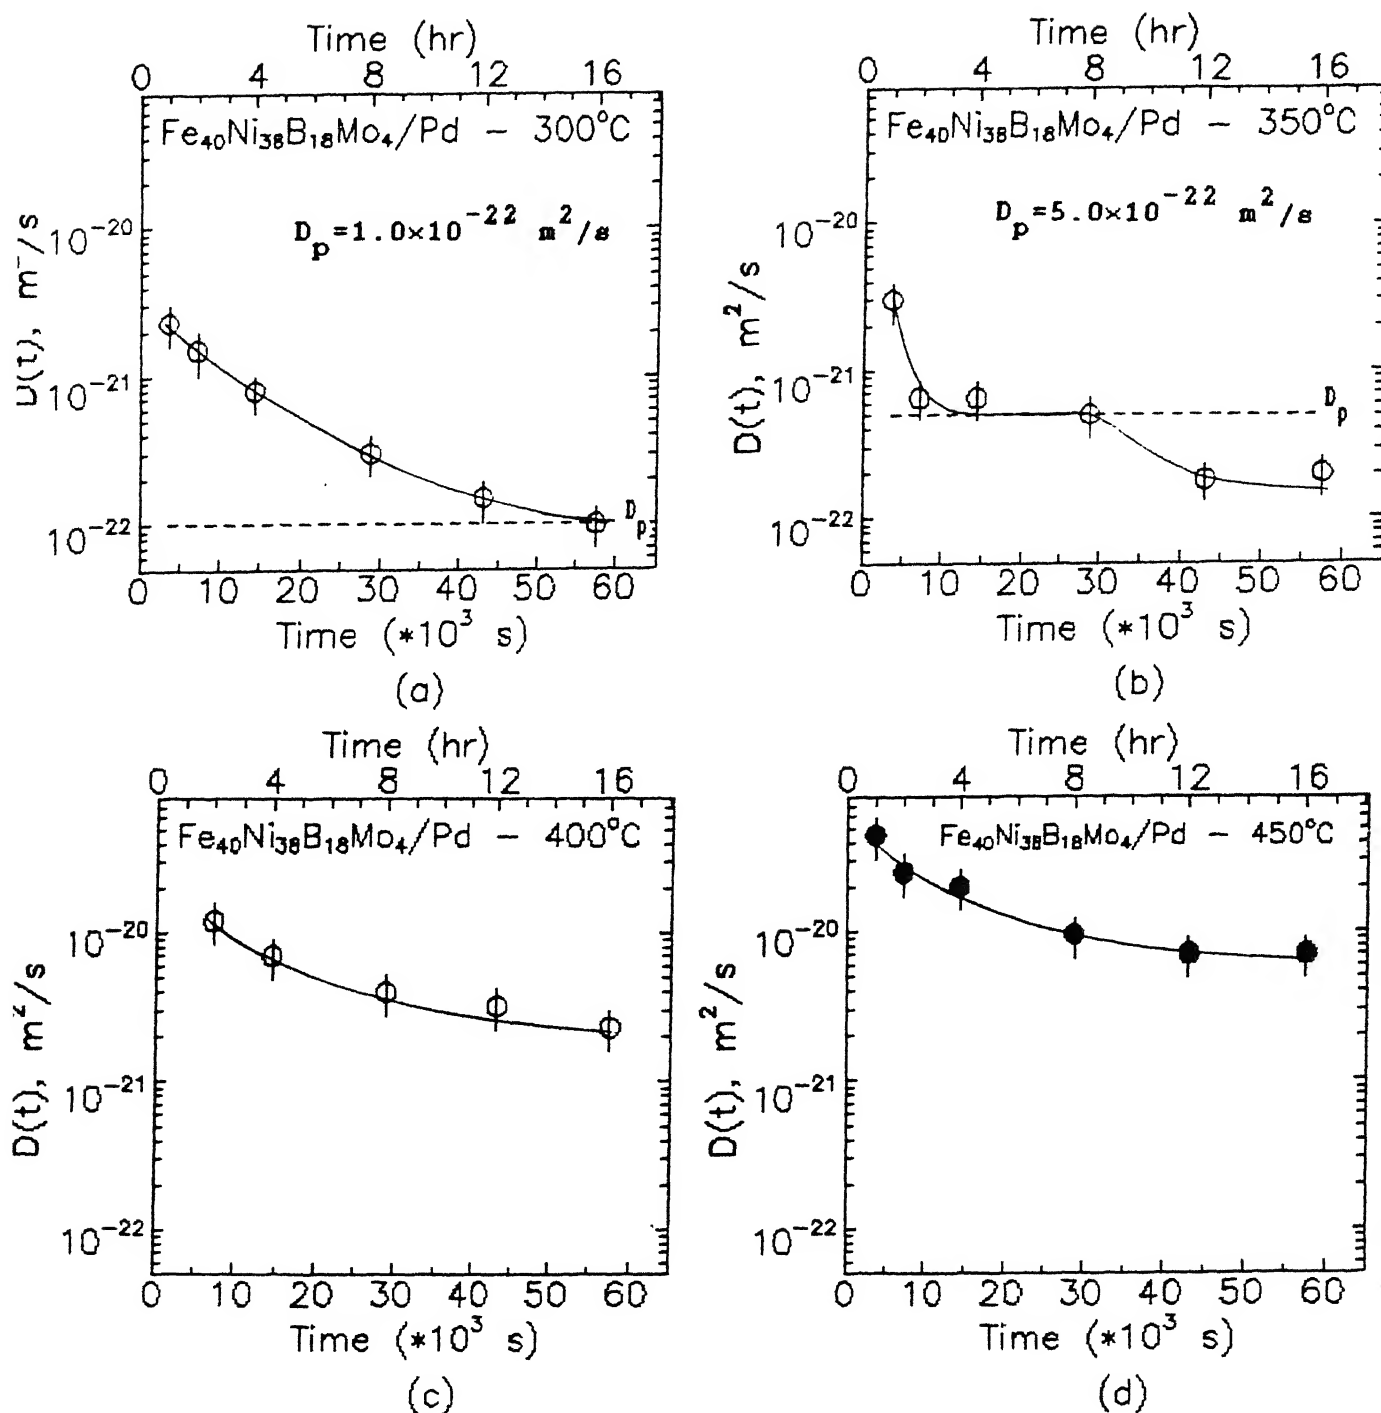 Time (hr)
0 4 8 12 16
Fe₄₀Ni₃₈B₁₈Mo₄/Pd – 300°C
D_p=1.0×10⁻²² m²/s
D(t), m²/s
10⁻²⁰
10⁻²¹
10⁻²²
D_p
0 10 20 30 40 50 60
Time (*10³ s)
(a)
Time (hr)
0 4 8 12 16
Fe₄₀Ni₃₈B₁₈Mo₄/Pd – 350°C
D_p=5.0×10⁻²² m²/s
D(t), m²/s
10⁻²⁰
10⁻²¹
10⁻²²
D_p
0 10 20 30 40 50 60
Time (*10³ s)
(b)
Time (hr)
0 4 8 12 16
Fe₄₀Ni₃₈B₁₈Mo₄/Pd – 400°C
D(t), m²/s
10⁻²⁰
10⁻²¹
10⁻²²
0 10 20 30 40 50 60
Time (*10³ s)
(c)
Time (hr)
0 4 8 12 16
Fe₄₀Ni₃₈B₁₈Mo₄/Pd – 450°C
D(t), m²/s
10⁻²⁰
10⁻²¹
10⁻²²
0 10 20 30 40 50 60
Time (*10³ s)
(d)